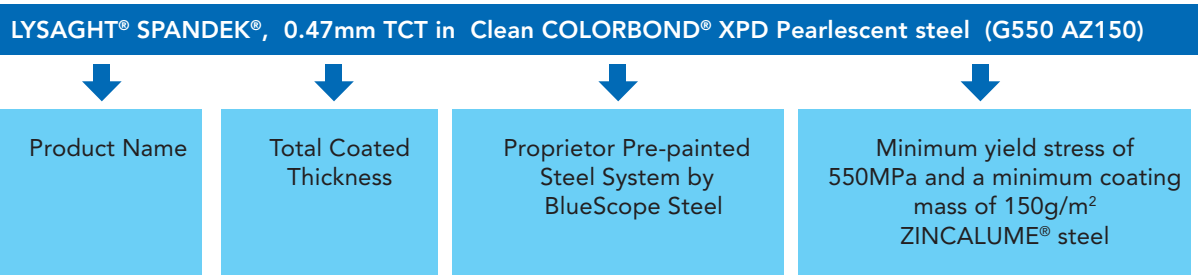 LYSAGHT® SPANDEK®, 0.47mm TCT in Clean COLORBOND® XPD Pearlescent steel (G550 AZ150)
Product Name
Total Coated
Thickness
Proprietor Pre-painted
Steel System by
BlueScope Steel
Minimum yield stress of
550MPa and a minimum coating
mass of 150g/m²
ZINCALUME® steel